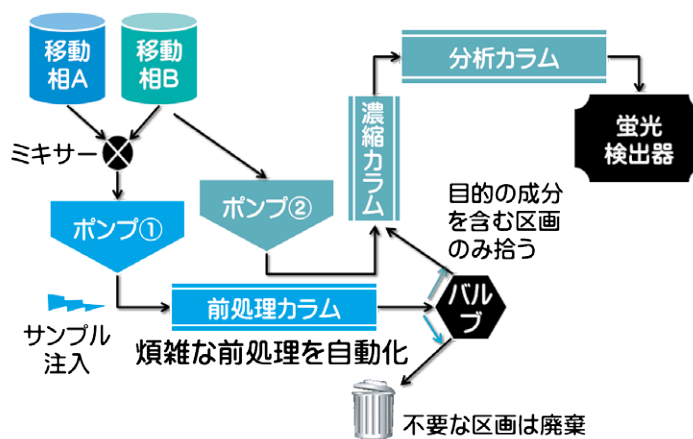 移動
相A
移動
相B
ミキサー
ポンプ①
ポンプ②
濃縮カラム
分析カラム
蛍光
検出器
目的の成分
を含む区画
のみ拾う
バル
ブ
前処理カラム
サンプル
注入
煩雑な前処理を自動化
不要な区画は廃棄